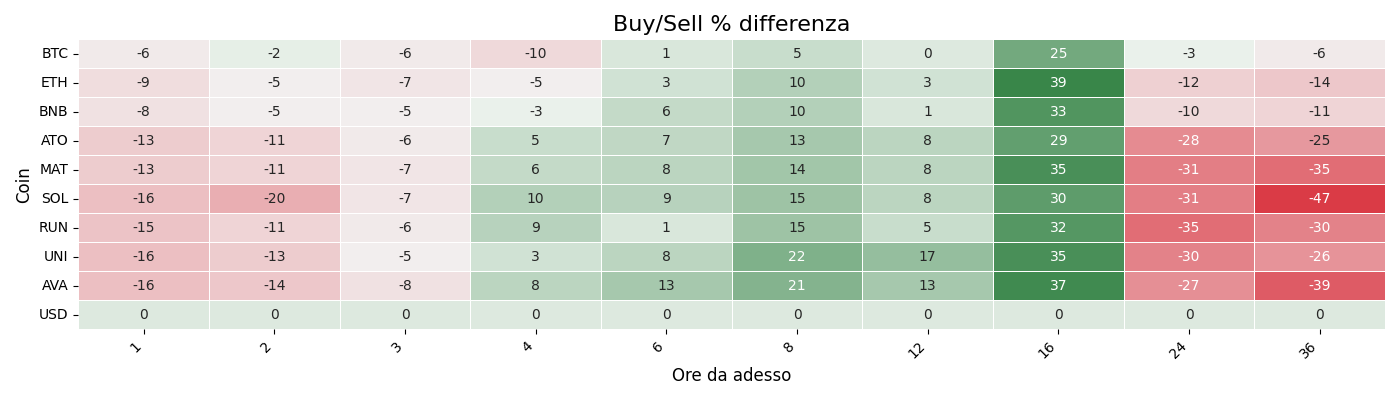 Buy/Sell % differenza
Coin
BTC -6 -2 -6 -10 1 5 0 25 -3 -6
ETH -9 -5 -7 -5 3 10 3 39 -12 -14
BNB -8 -5 -5 -3 6 10 1 33 -10 -11
ATO -13 -11 -6 5 7 13 8 29 -28 -25
MAT -13 -11 -7 6 8 14 8 35 -31 -35
SOL -16 -20 -7 10 9 15 8 30 -31 -47
RUN -15 -11 -6 9 1 15 5 32 -35 -30
UNI -16 -13 -5 3 8 22 17 35 -30 -26
AVA -16 -14 -8 8 13 21 13 37 -27 -39
USD 0 0 0 0 0 0 0 0 0 0
1 2 3 4 6 8 12 16 24 36
Ore da adesso